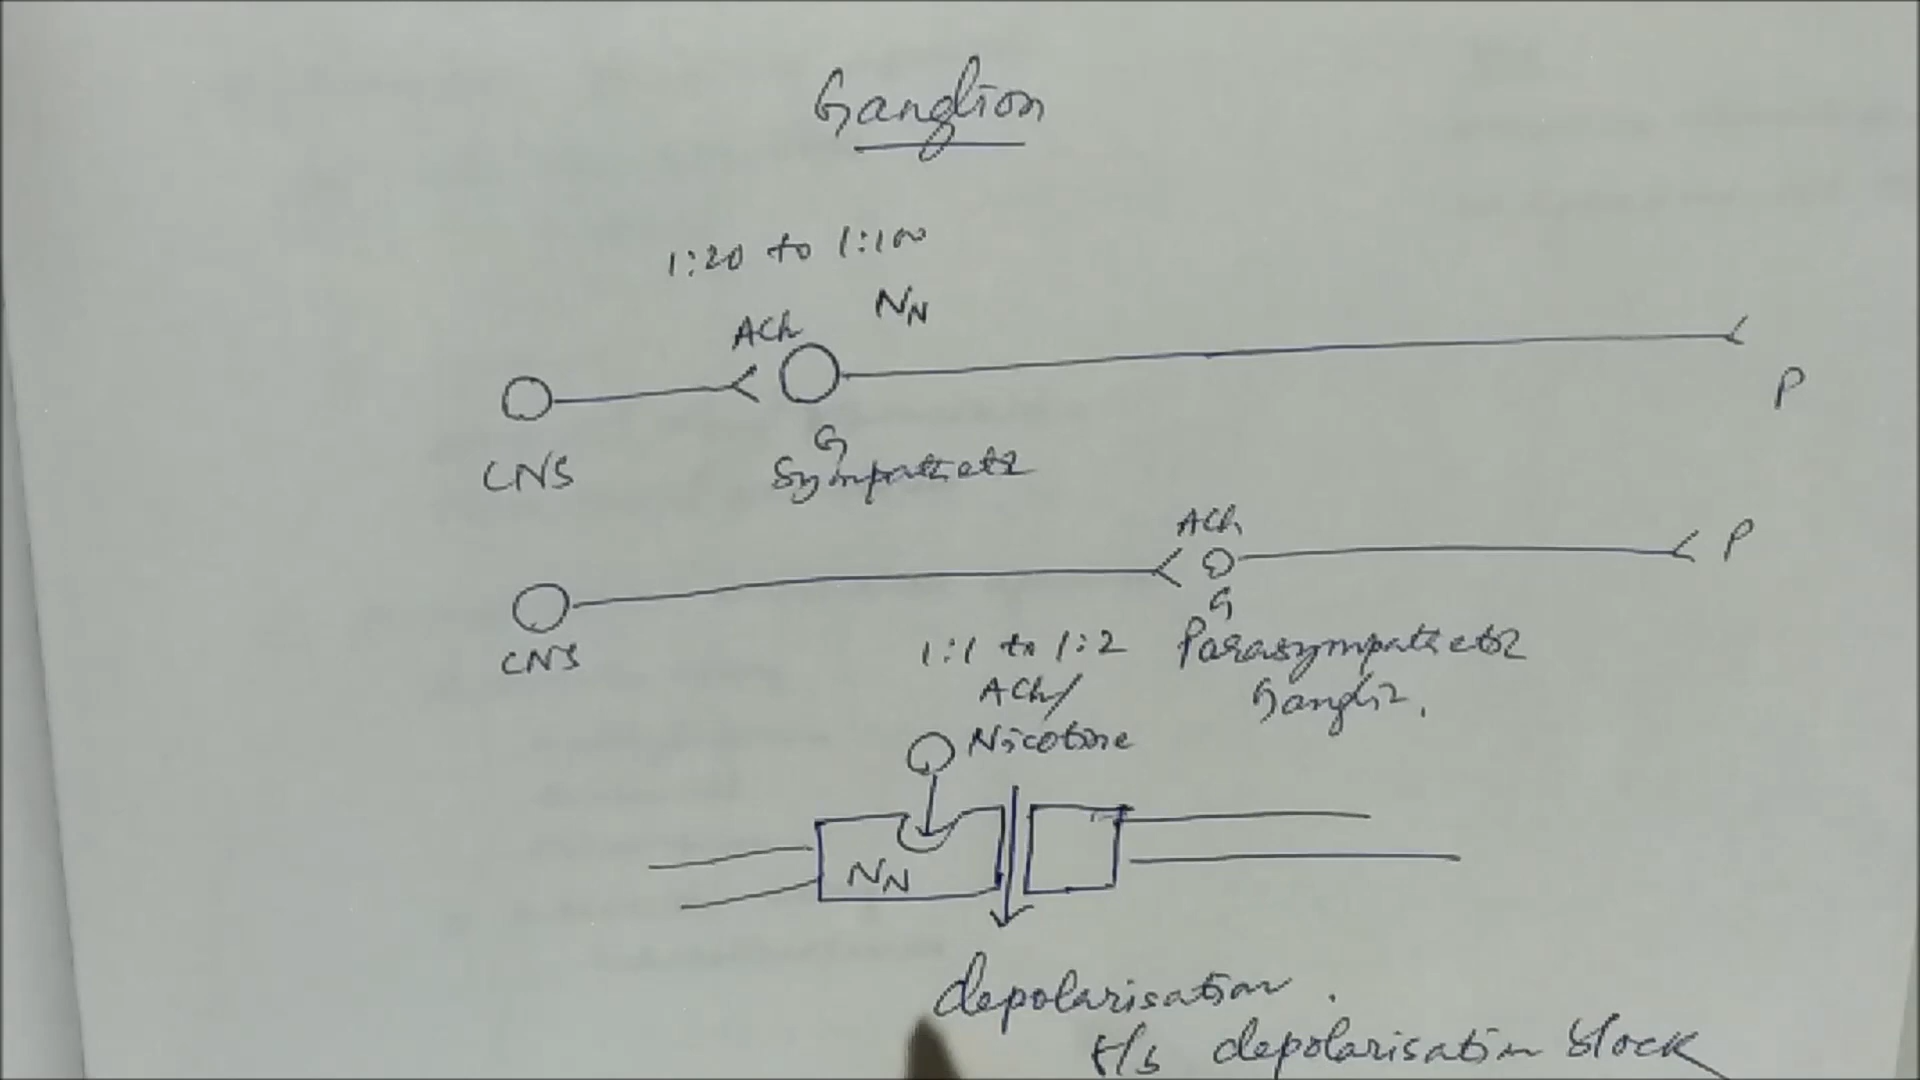 Ganglion
1:20 to 1:100
NN
ACh
P
CNS
G
Sympathetic
ACh
P
CNS
G
1:1 to 1:2
Parasympathetic
ACh/
Ganglia.
Nicotine
NN
depolarisation.
f/b depolarisation block